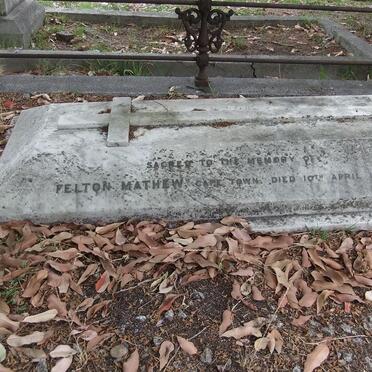 SACRED TO THE MEMORY OF
FELTON MATHEW, CAPE TOWN. DIED 10TH APRIL